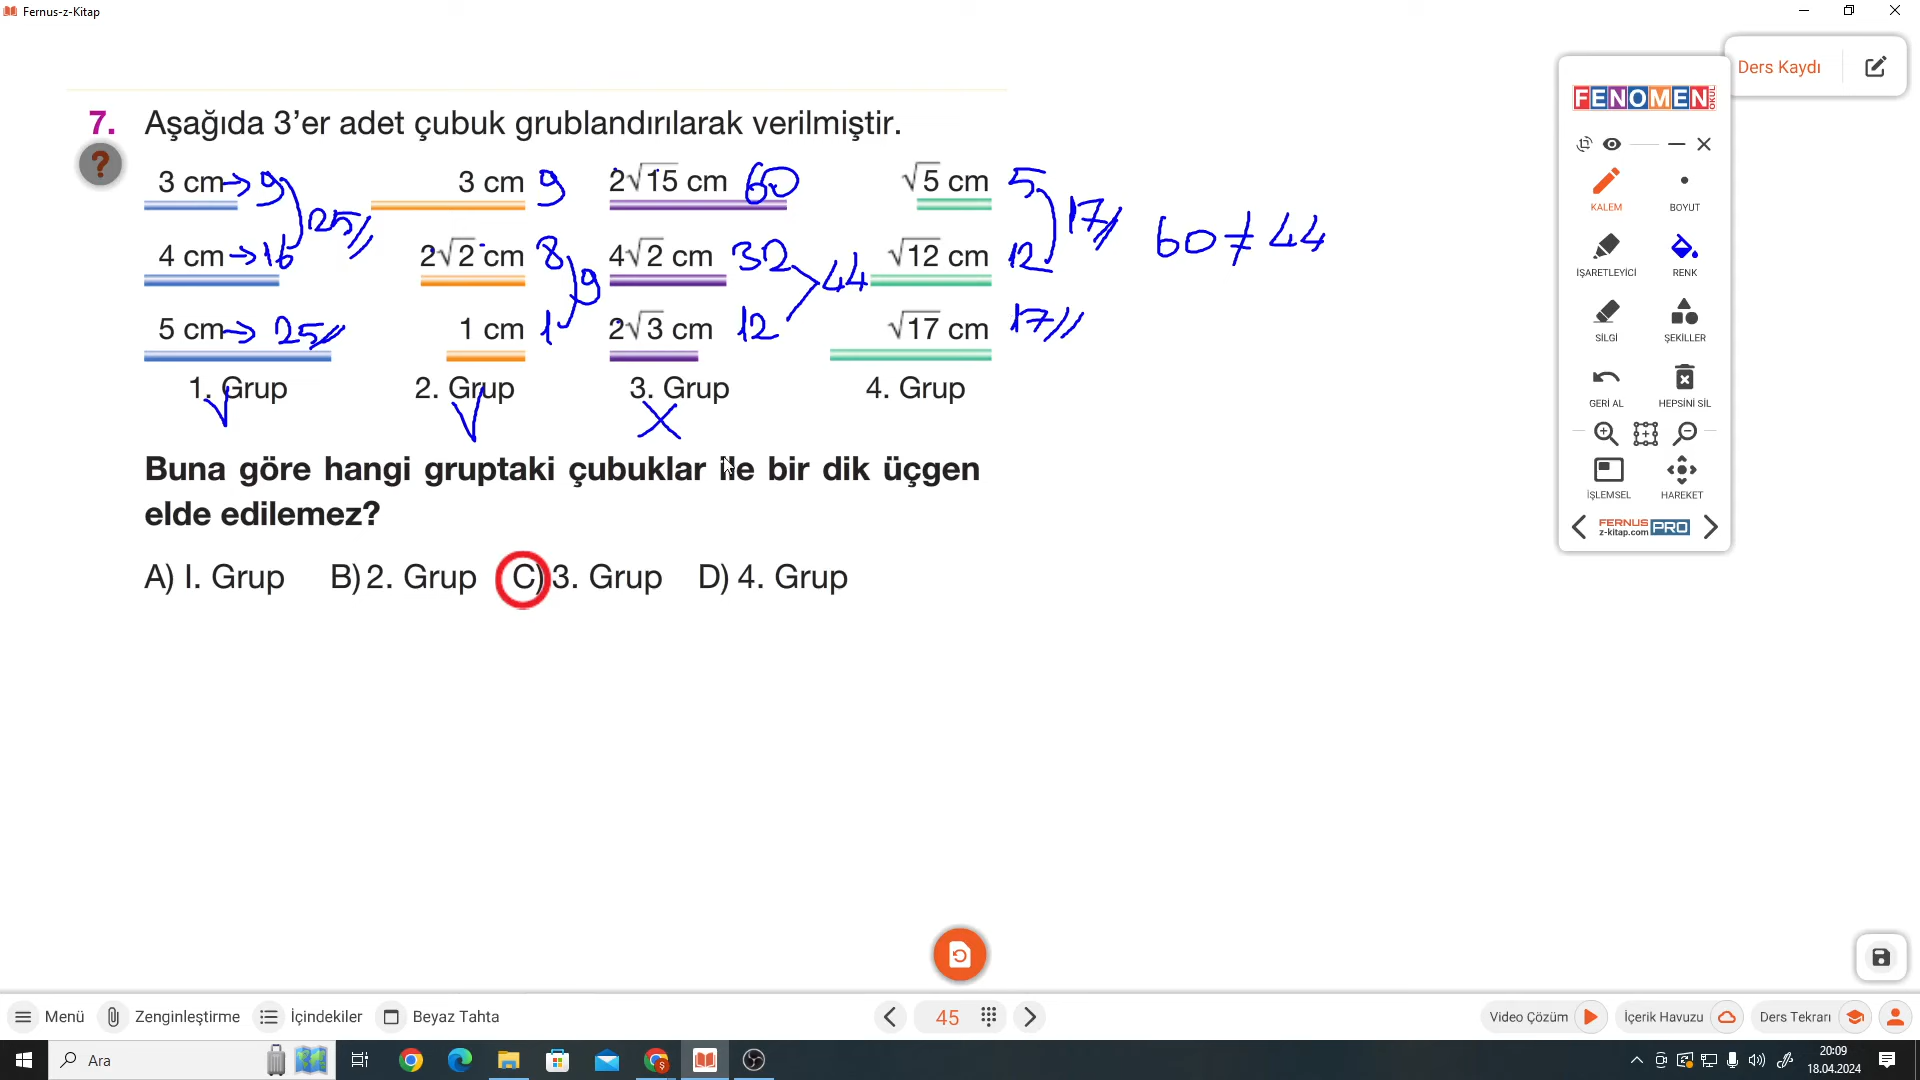 Fernus-z-Kitap
Ders Kaydı
FENOMEN OKUL
7. Aşağıda 3'er adet çubuk grublandırılarak verilmiştir.
?
3 cm → 9 3 cm 9 2√15 cm 60 √5 cm 5
25 17 60 ≠ 44
4 cm → 16 2√2 cm 8 4√2 cm 32 √12 cm 12
9 44
5 cm → 25 1 cm 1 2√3 cm 12 √17 cm 17
1. Grup 2. Grup 3. Grup 4. Grup
Buna göre hangi gruptaki çubuklar ile bir dik üçgen
elde edilemez?
A) I. Grup B) 2. Grup C) 3. Grup D) 4. Grup
KALEM BOYUT
İŞARETLEYİCİ RENK
SİLGİ ŞEKİLLER
GERİ AL HEPSİNİ SİL
İŞLEMSEL HAREKET
FERNUS z-kitap.com PRO
Menü Zenginleştirme İçindekiler Beyaz Tahta 45 Video Çözüm İçerik Havuzu Ders Tekrarı
Ara
20:09
18.04.2024